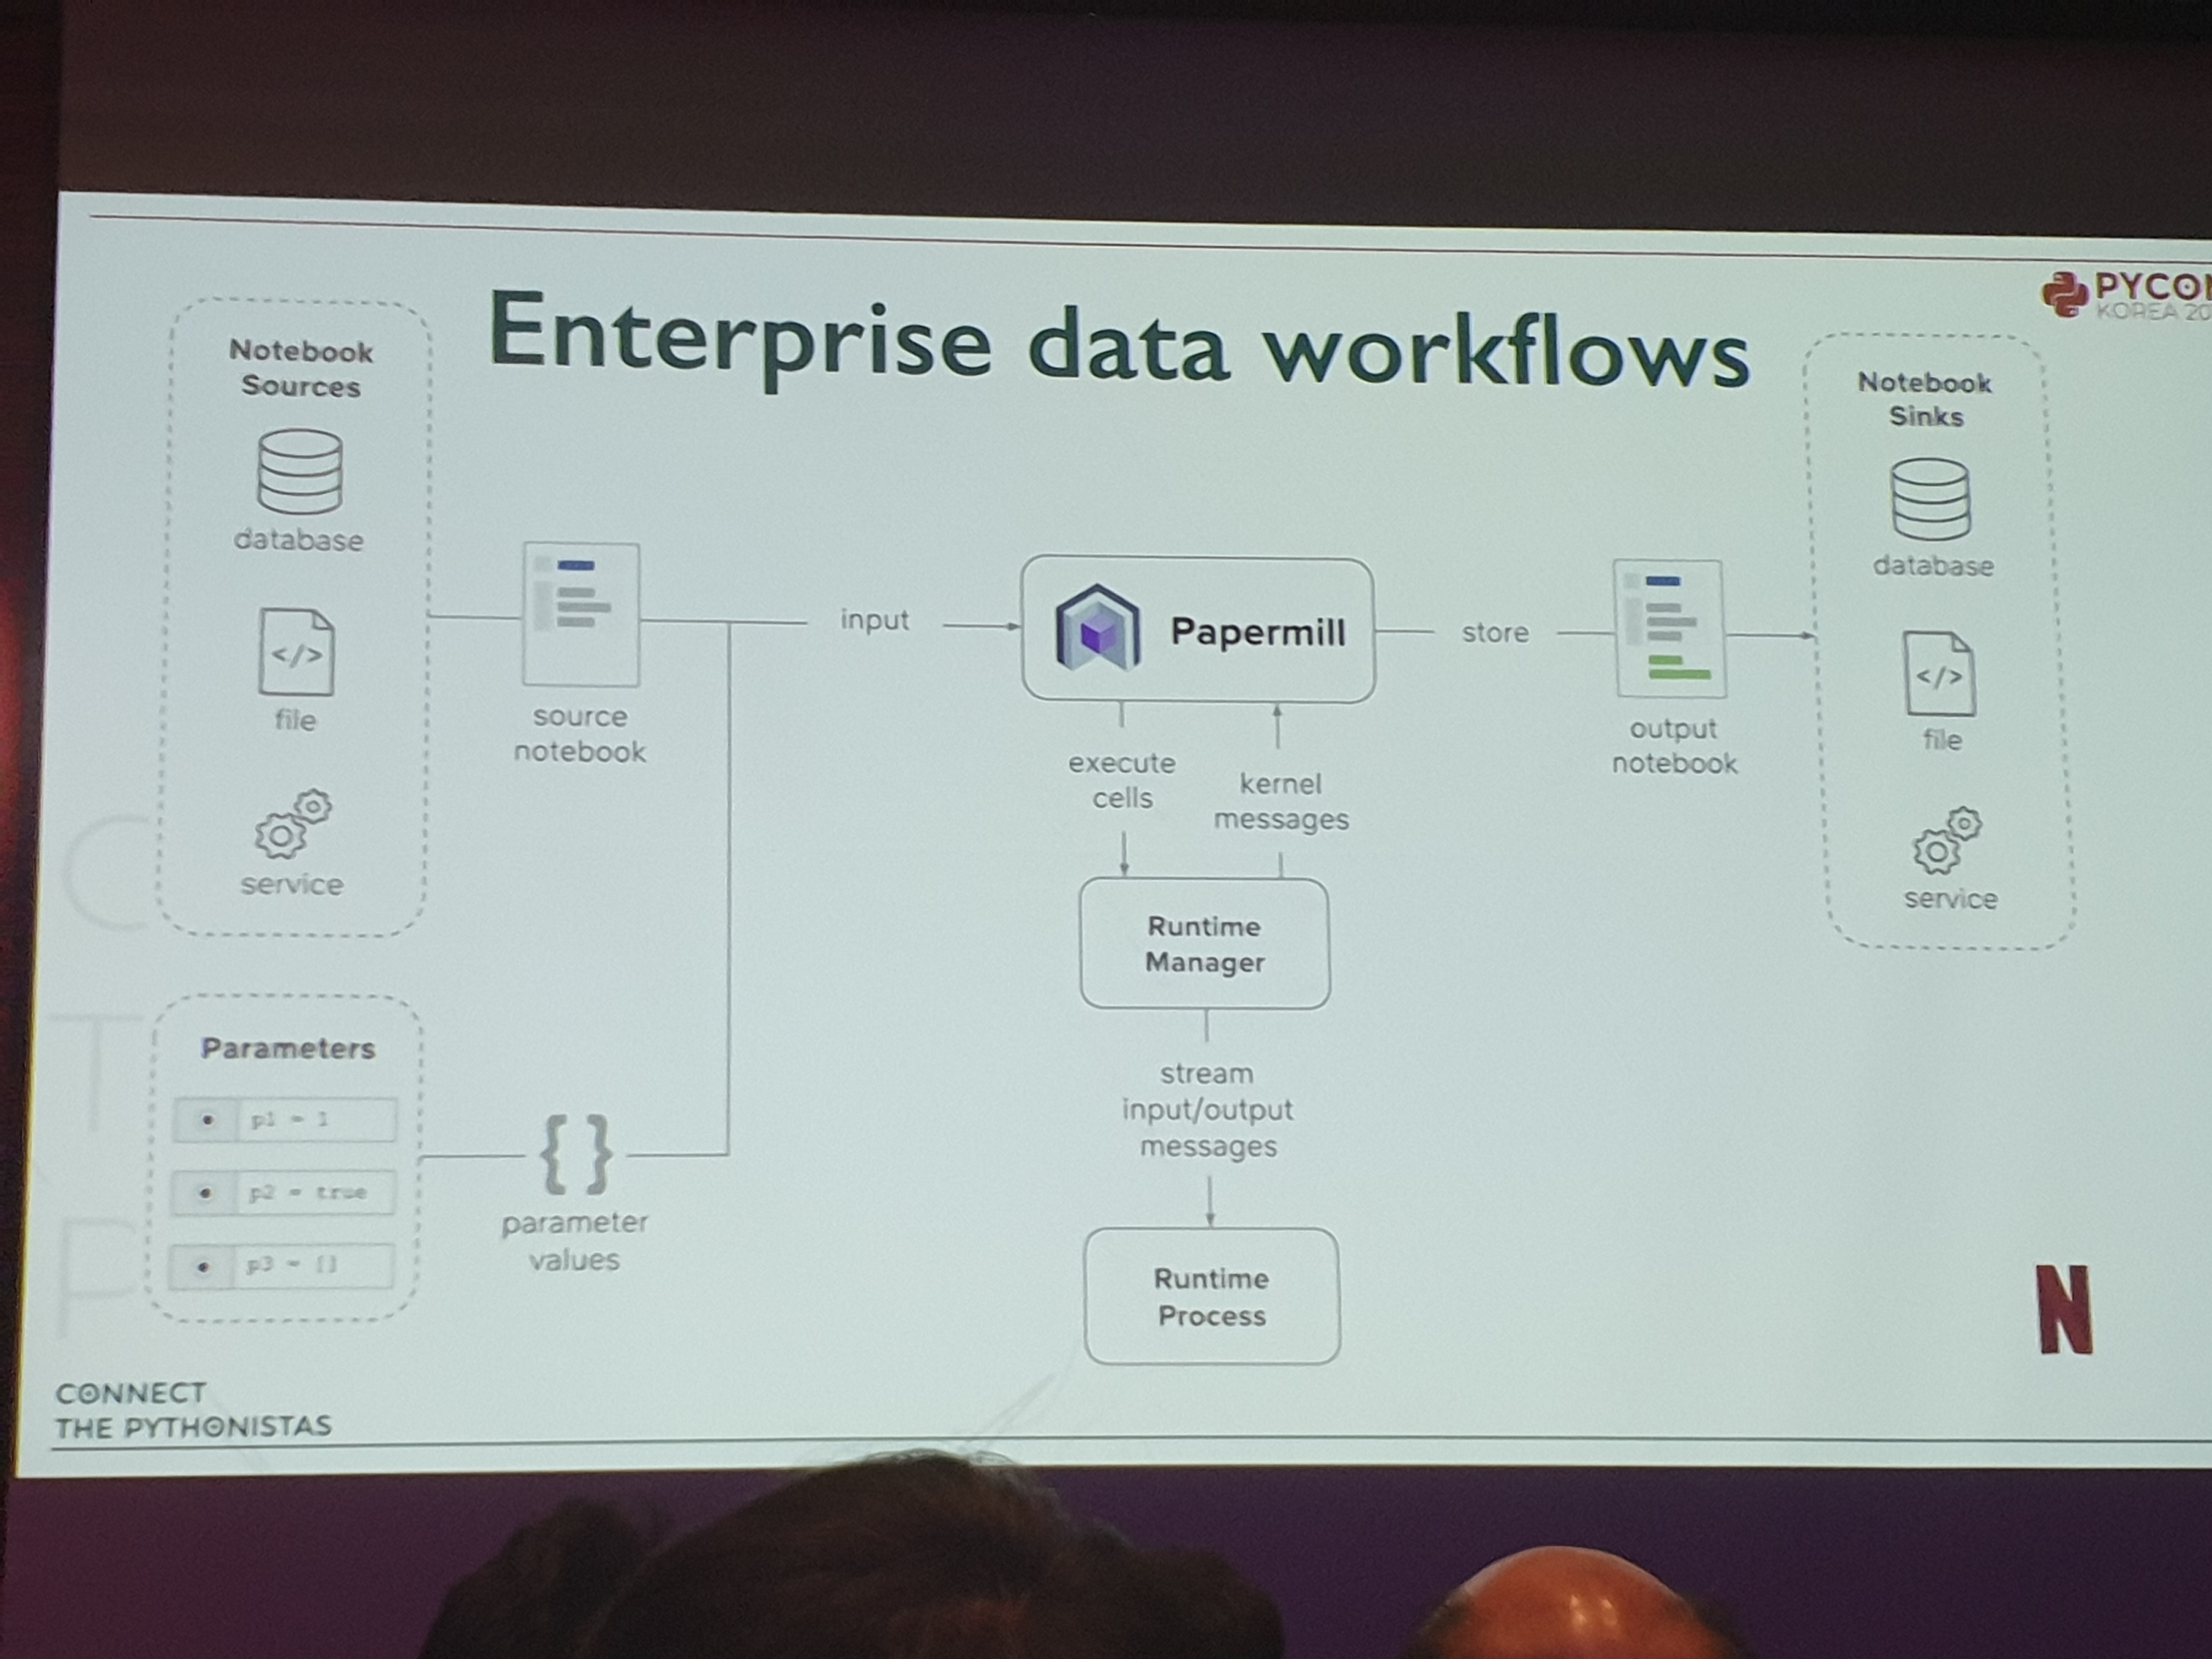 PYCON
KOREA 20
Enterprise data workflows
Notebook
Sources
database
file
service
source
notebook
input
Papermill
store
output
notebook
Notebook
Sinks
database
file
service
execute
cells
kernel
messages
Runtime
Manager
stream
input/output
messages
Runtime
Process
Parameters
p1 = 1
p2 = true
p3 = []
{}
parameter
values
C
T
P
N
CONNECT
THE PYTHONISTAS